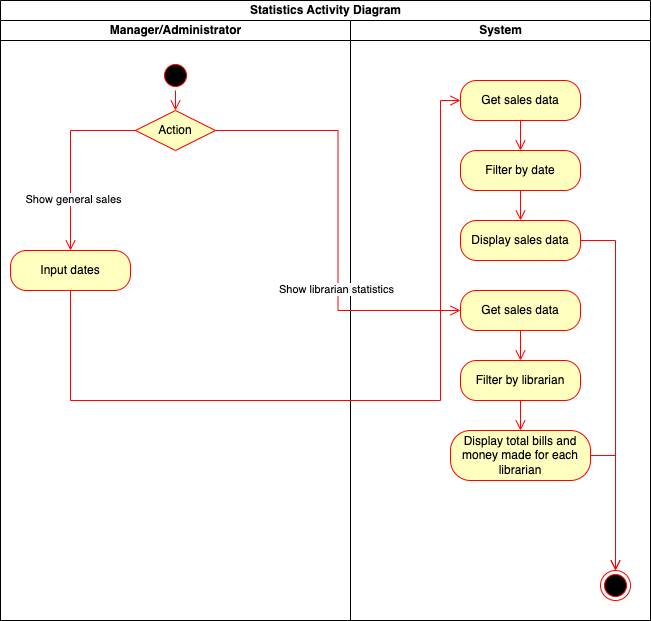 Statistics Activity Diagram
Manager/Administrator
System
Action
Show general sales
Input dates
Show librarian statistics
Get sales data
Filter by date
Display sales data
Get sales data
Filter by librarian
Display total bills and
money made for each
librarian